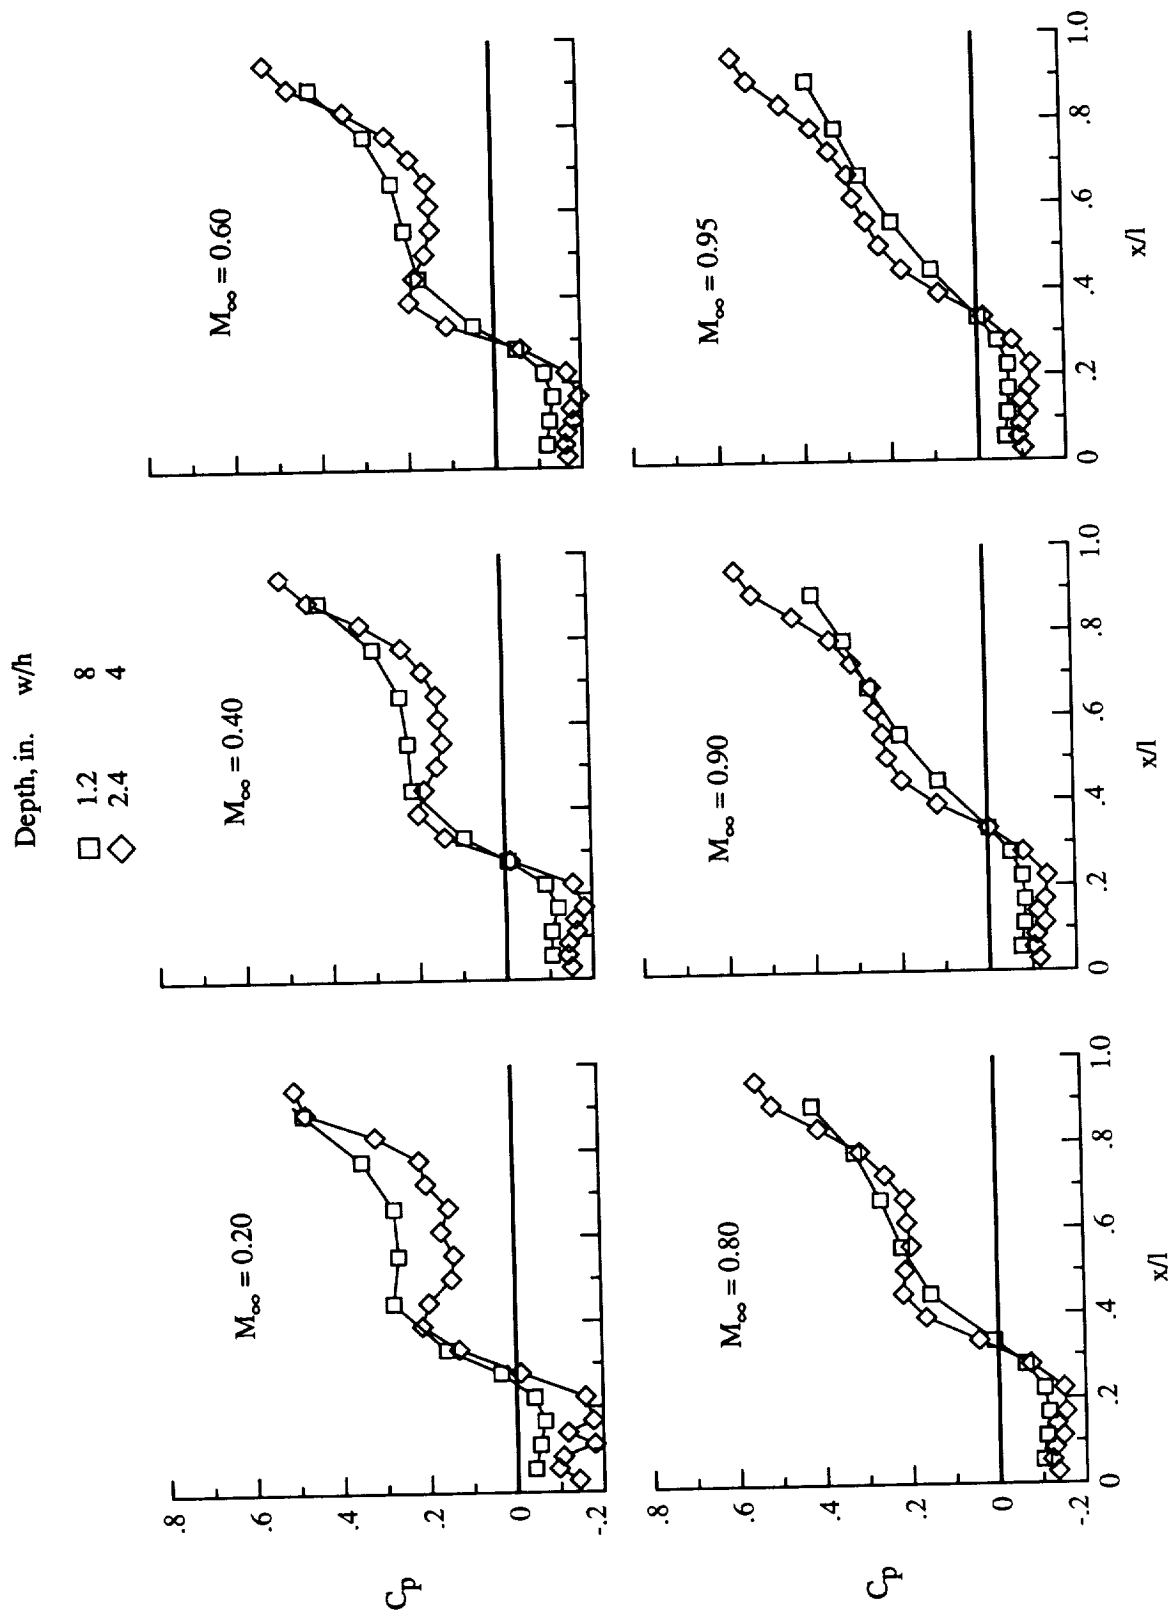 Depth, in. w/h
1.2 8
2.4 4
M∞ = 0.20
M∞ = 0.40
M∞ = 0.60
.8
.6
.4
.2
0
-.2
Cp
M∞ = 0.80
M∞ = 0.90
M∞ = 0.95
.8
.6
.4
.2
0
-.2
Cp
0 .2 .4 .6 .8 1.0
x/l
0 .2 .4 .6 .8 1.0
x/l
0 .2 .4 .6 .8 1.0
x/l